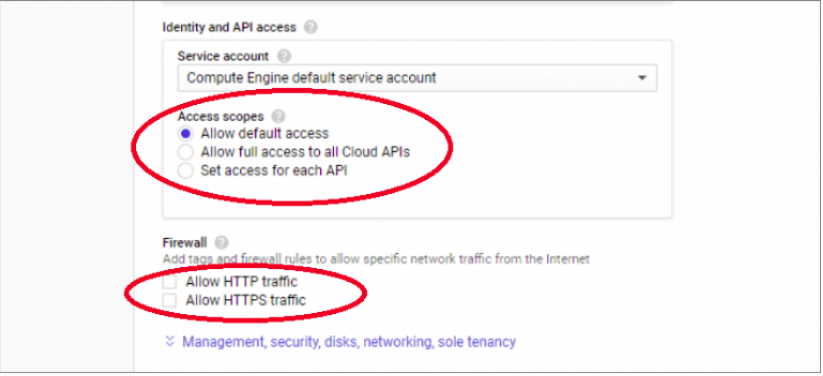 Identity and API access
Service account
Compute Engine default service account
Access scopes
Allow default access
Allow full access to all Cloud APIs
Set access for each API
Firewall
Add tags and firewall rules to allow specific network traffic from the Internet
Allow HTTP traffic
Allow HTTPS traffic
Management, security, disks, networking, sole tenancy